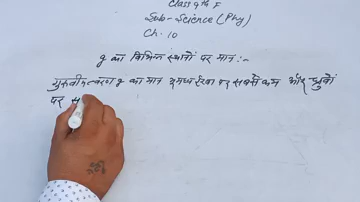 Class 9th F
Sub- Science (Phy)
Ch. 10
g का विभिन्न स्थानों पर मान :-
गुरुत्वीय त्वरण g का मान भूमध्य रेखा पर सबसे कम और ध्रुवों
पर स